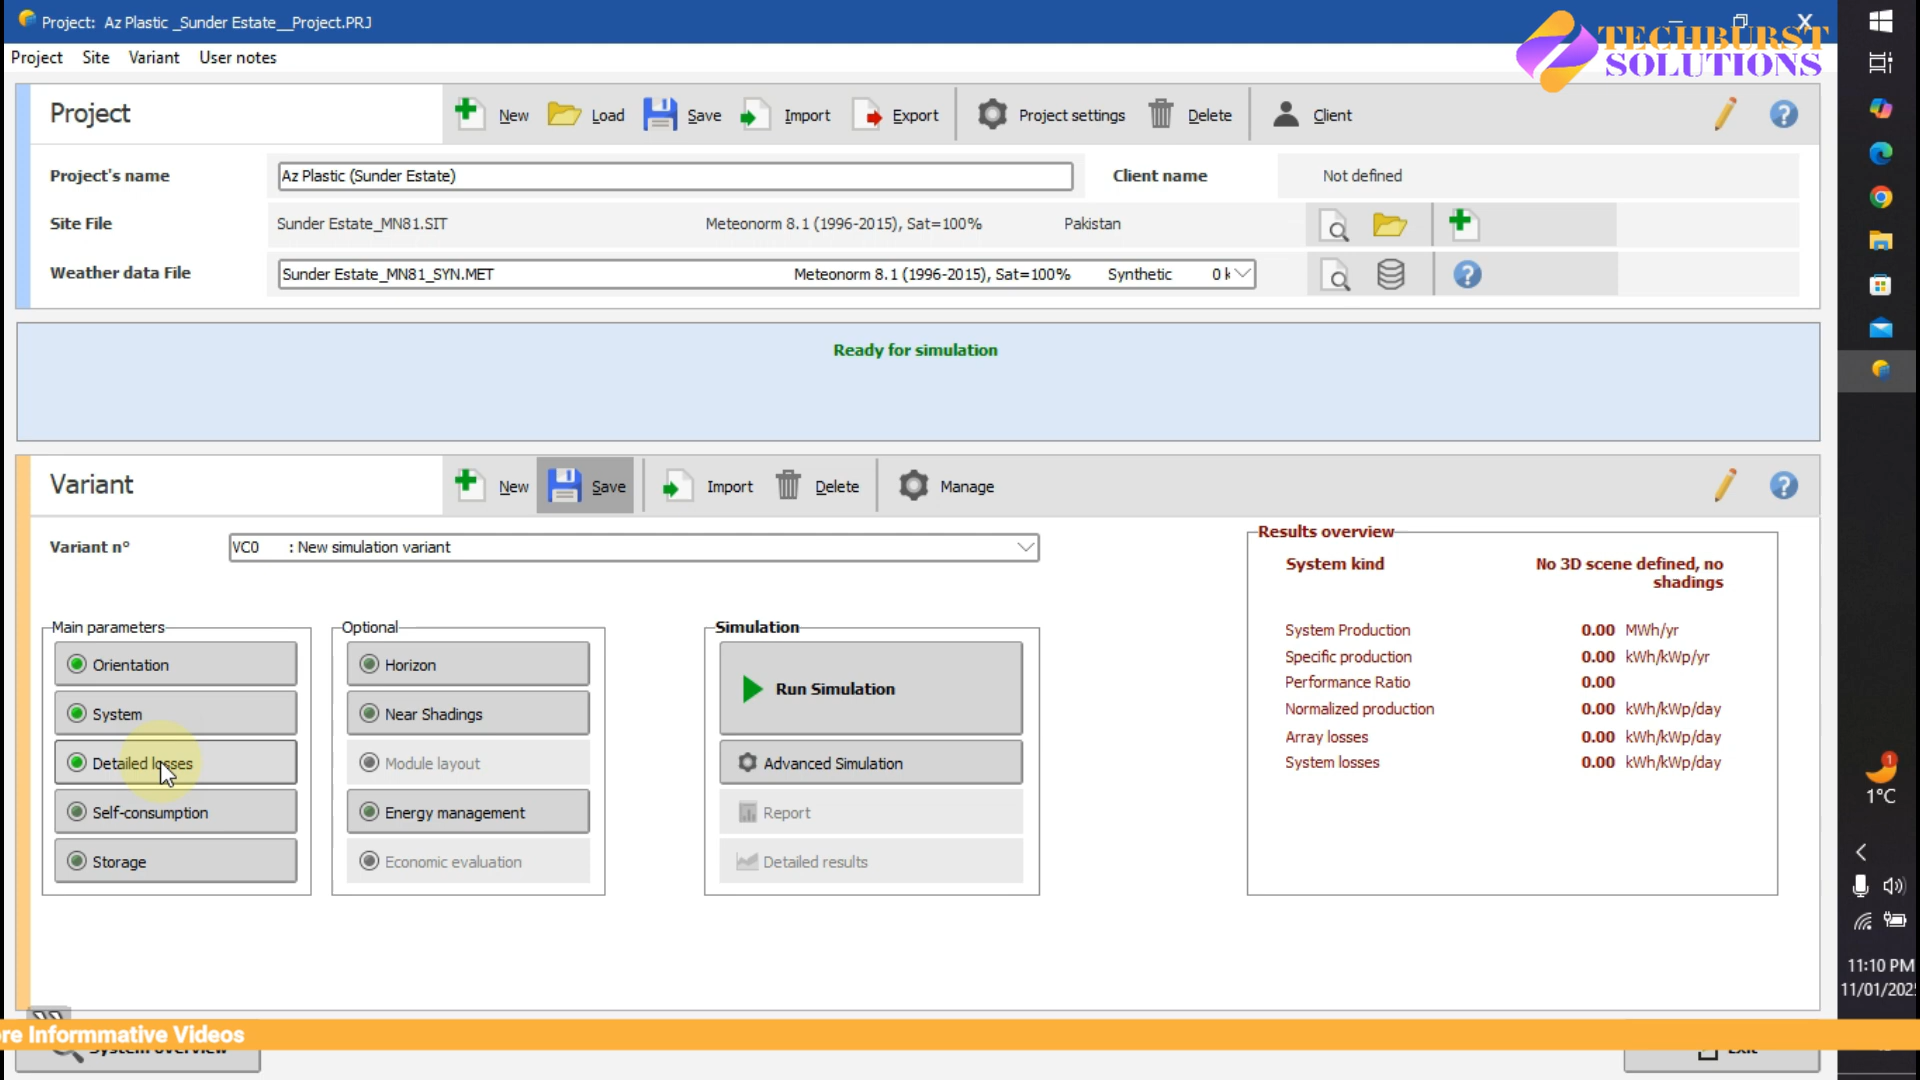 Project: Az Plastic _Sunder Estate__Project.PRJ
TECHBURST
SOLUTIONS
Project Site Variant User notes
Project
New Load Save Import Export Project settings Delete Client
Project's name Az Plastic (Sunder Estate) Client name Not defined
Site File Sunder Estate_MN81.SIT Meteonorm 8.1 (1996-2015), Sat=100% Pakistan
Weather data File Sunder Estate_MN81_SYN.MET Meteonorm 8.1 (1996-2015), Sat=100% Synthetic 0 k
Ready for simulation
Variant
New Save Import Delete Manage
Variant n° VC0 : New simulation variant
Results overview
System kind No 3D scene defined, no
shadings
System Production 0.00 MWh/yr
Specific production 0.00 kWh/kWp/yr
Performance Ratio 0.00
Normalized production 0.00 kWh/kWp/day
Array losses 0.00 kWh/kWp/day
System losses 0.00 kWh/kWp/day
Main parameters
Orientation
System
Detailed losses
Self-consumption
Storage
Optional
Horizon
Near Shadings
Module layout
Energy management
Economic evaluation
Simulation
Run Simulation
Advanced Simulation
Report
Detailed results
1
1°C
11:10 PM
11/01/202
re Informmative Videos
System overview
Exit